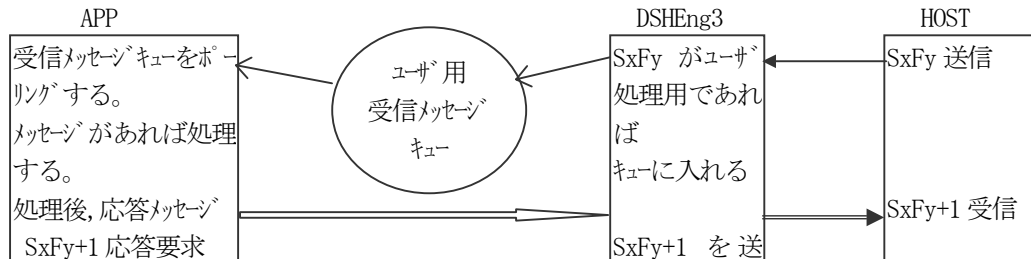 APP
DSHEng3
HOST
受信ﾒｯｾｰｼﾞｷｭｰをﾎﾟｰ
ﾘﾝｸﾞする。
ﾒｯｾｰｼﾞがあれば処理
する。
処理後,応答ﾒｯｾｰｼﾞ
SxFy+1 応答要求
ﾕｰｻﾞ用
受信ﾒｯｾｰｼﾞ
ｷｭｰ
SxFy がﾕｰｻﾞ
処理用であれ
ば
ｷｭｰに入れる
SxFy+1 を送
SxFy 送信
SxFy+1 受信